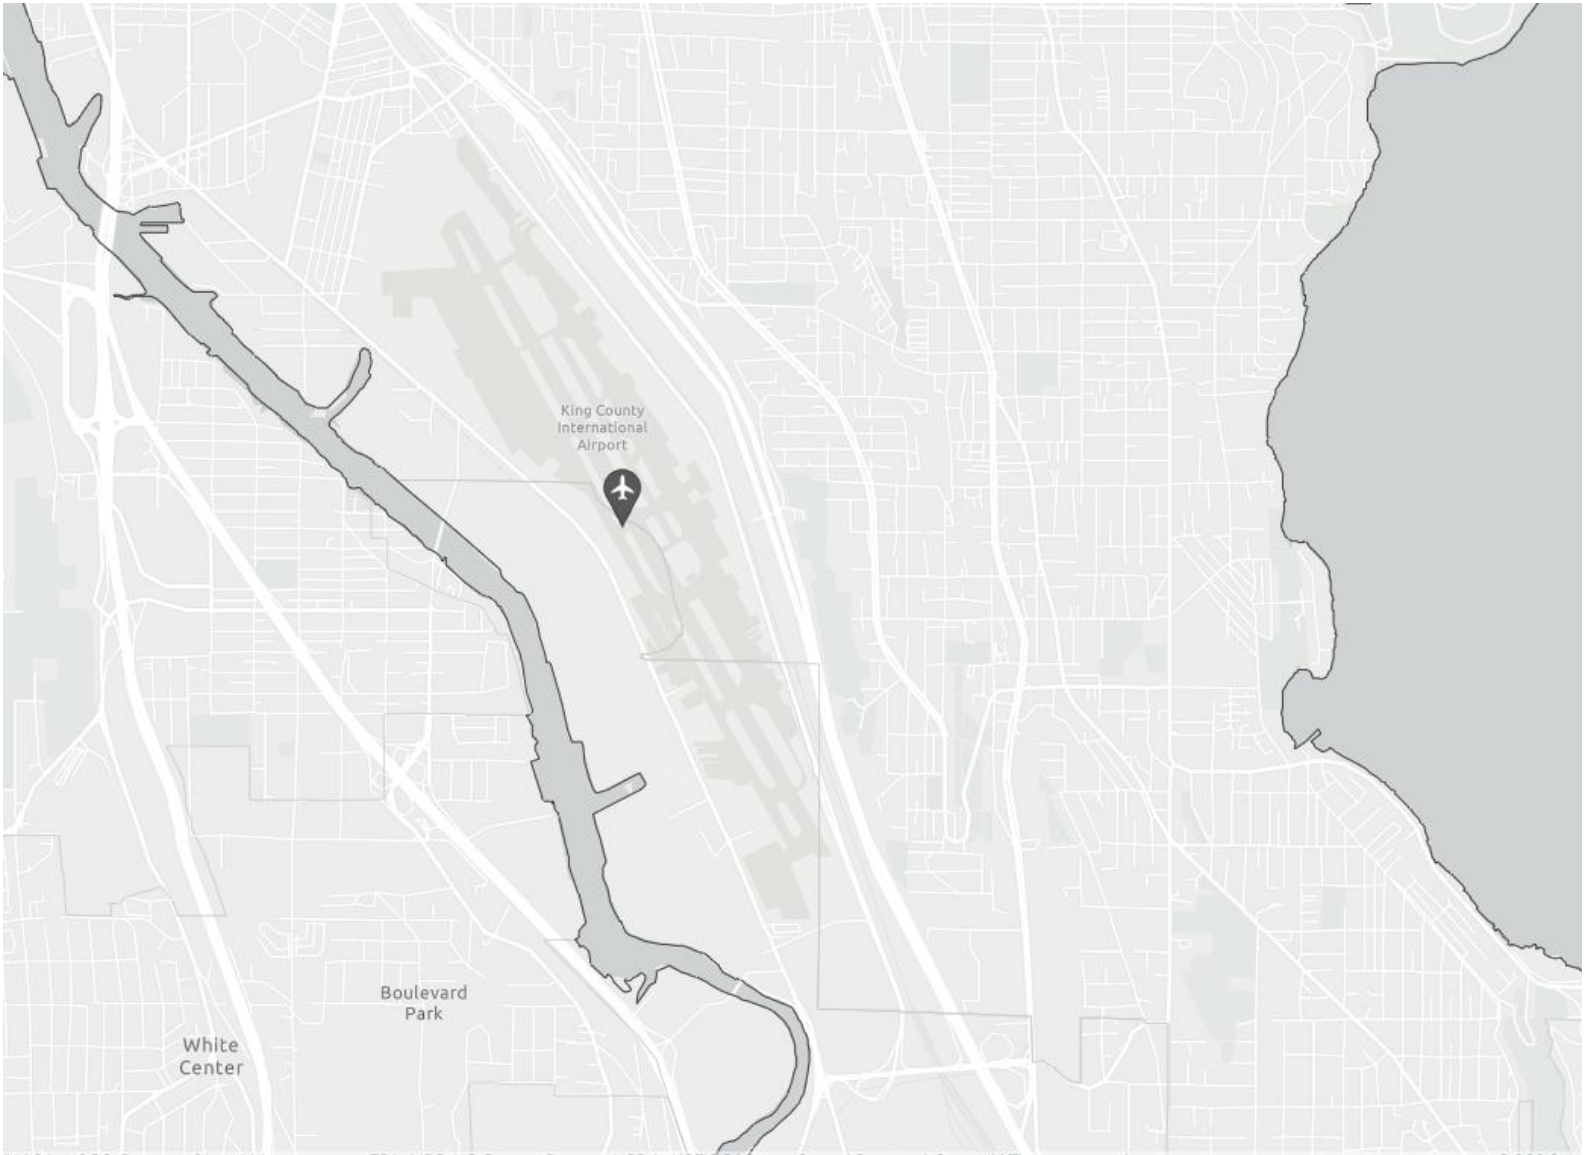 King County
International
Airport
Boulevard
Park
White
Center